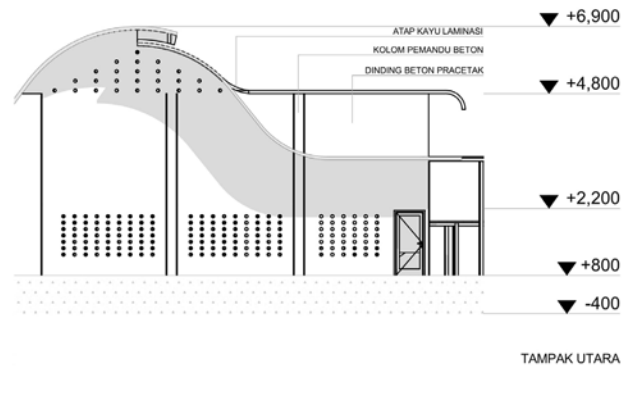 +6,900
ATAP KAYU LAMINASI
KOLOM PEMANDU BETON
DINDING BETON PRACETAK
+4,800
+2,200
+800
-400
TAMPAK UTARA